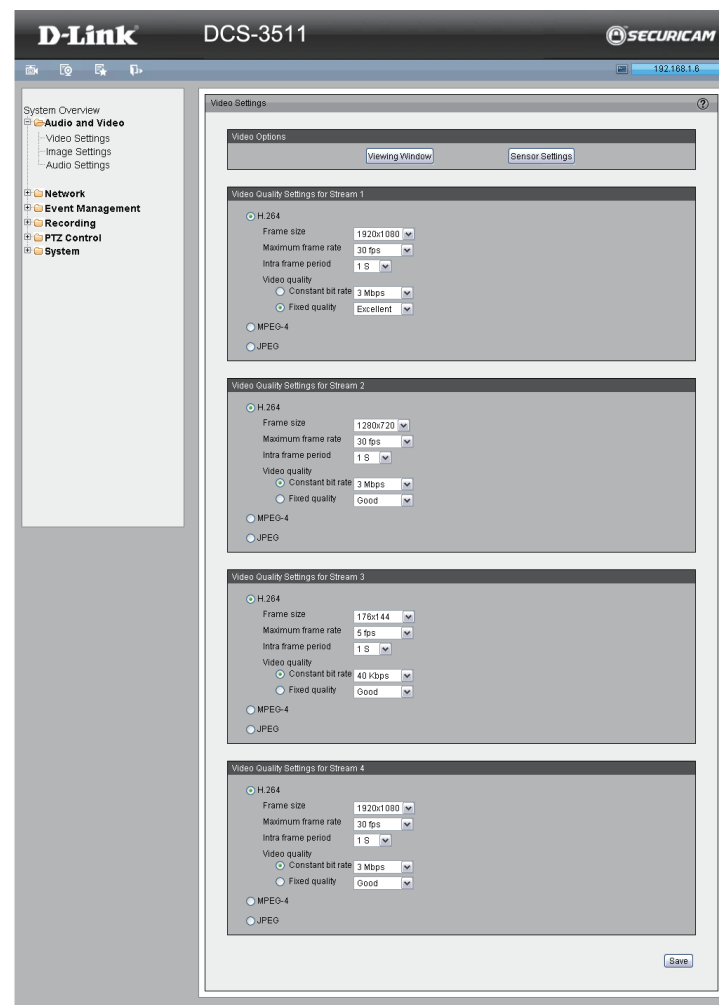 D-Link
DCS-3511
SECURICAM
192.168.1.6
System Overview
Audio and Video
Video Settings
Image Settings
Audio Settings
Network
Event Management
Recording
PTZ Control
System
Video Settings
?
Video Options
Viewing Window
Sensor Settings
Video Quality Settings for Stream 1
H.264
Frame size 1920x1080
Maximum frame rate 30 fps
Intra frame period 1 S
Video quality
Constant bit rate 3 Mbps
Fixed quality Excellent
MPEG-4
JPEG
Video Quality Settings for Stream 2
H.264
Frame size 1280x720
Maximum frame rate 30 fps
Intra frame period 1 S
Video quality
Constant bit rate 3 Mbps
Fixed quality Good
MPEG-4
JPEG
Video Quality Settings for Stream 3
H.264
Frame size 176x144
Maximum frame rate 5 fps
Intra frame period 1 S
Video quality
Constant bit rate 40 Kbps
Fixed quality Good
MPEG-4
JPEG
Video Quality Settings for Stream 4
H.264
Frame size 1920x1080
Maximum frame rate 30 fps
Intra frame period 1 S
Video quality
Constant bit rate 3 Mbps
Fixed quality Good
MPEG-4
JPEG
Save